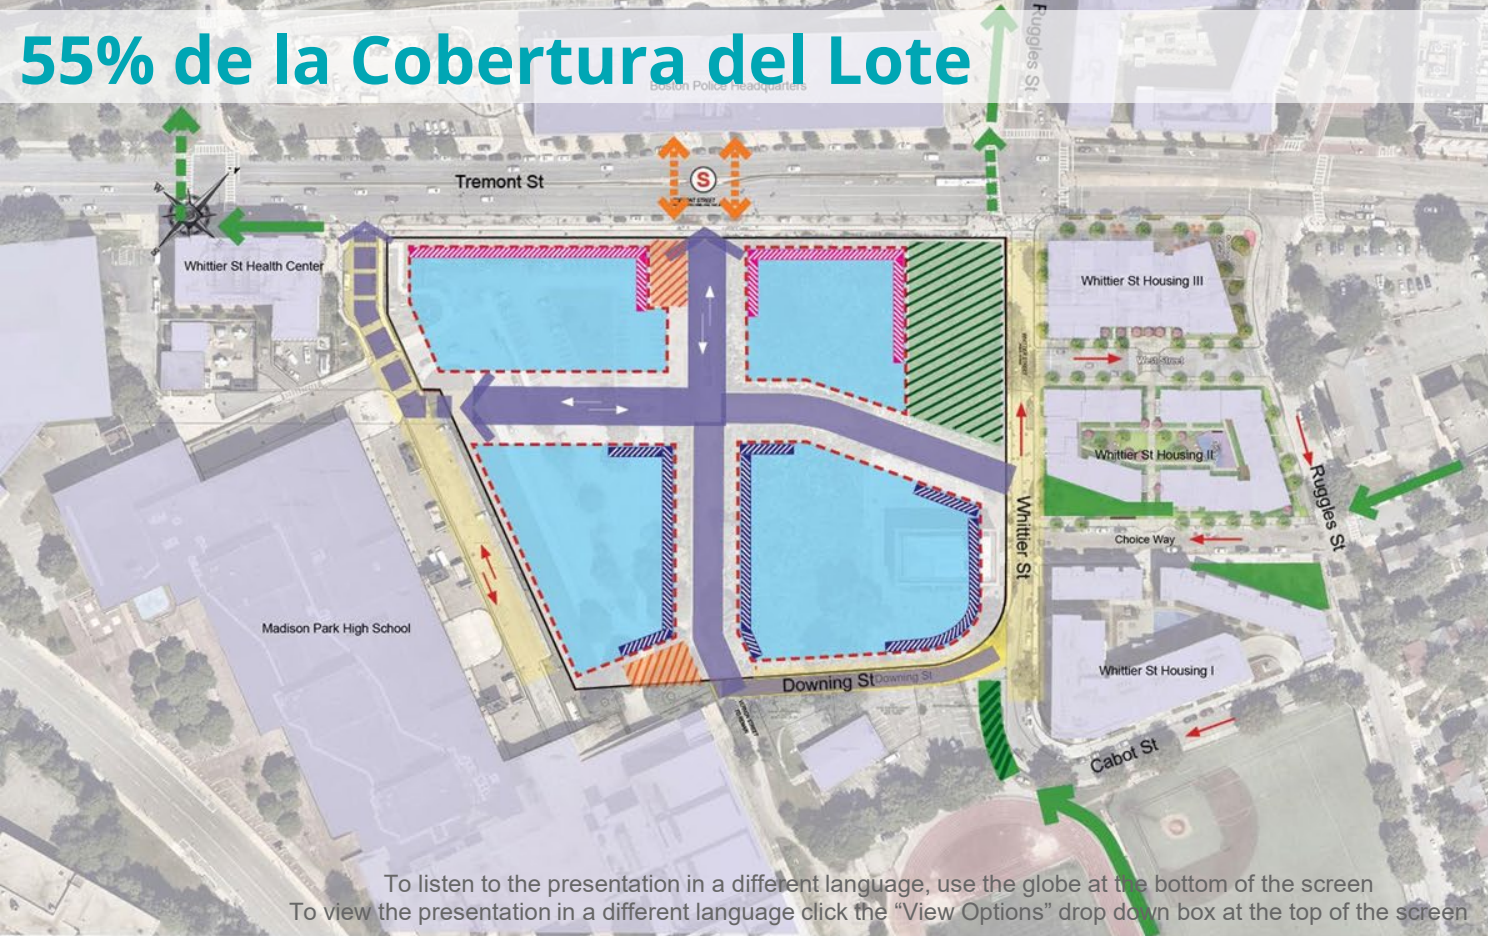 55% de la Cobertura del Lote
Boston Police Headquarters
Ruggles St
Tremont St
S
Whittier St Health Center
Whittier St Housing III
West Street
Whittier St Housing II
Ruggles St
Whittier St
Choice Way
Madison Park High School
Whittier St Housing I
Downing St
Downing St
Cabot St
To listen to the presentation in a different language, use the globe at the bottom of the screen
To view the presentation in a different language click the “View Options” drop down box at the top of the screen